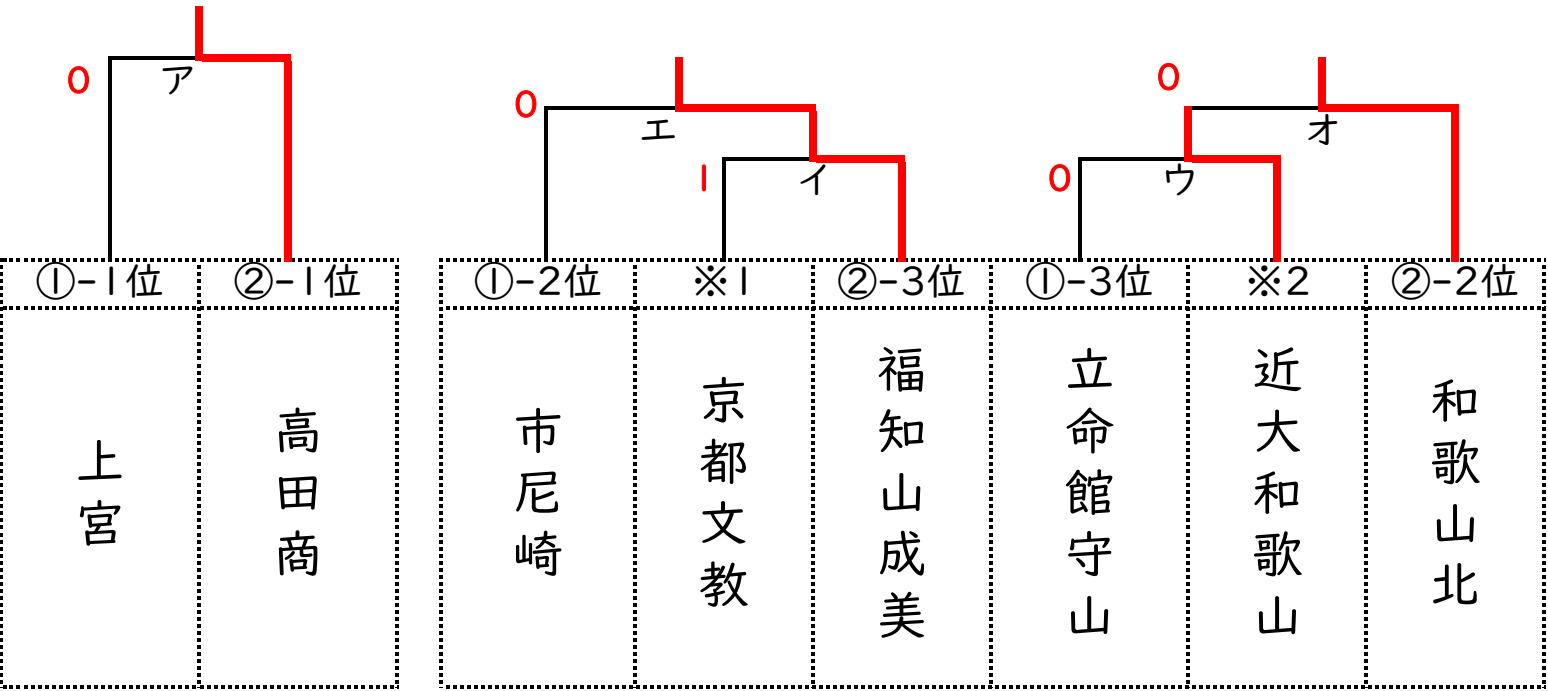 0
ア
0
エ
1
イ
0
オ
0
ウ
①-1位
②-1位
①-2位
※1
②-3位
①-3位
※2
②-2位
上宮
高田商
市尼崎
京都文教
福知山成美
立命館守山
近大和歌山
和歌山北